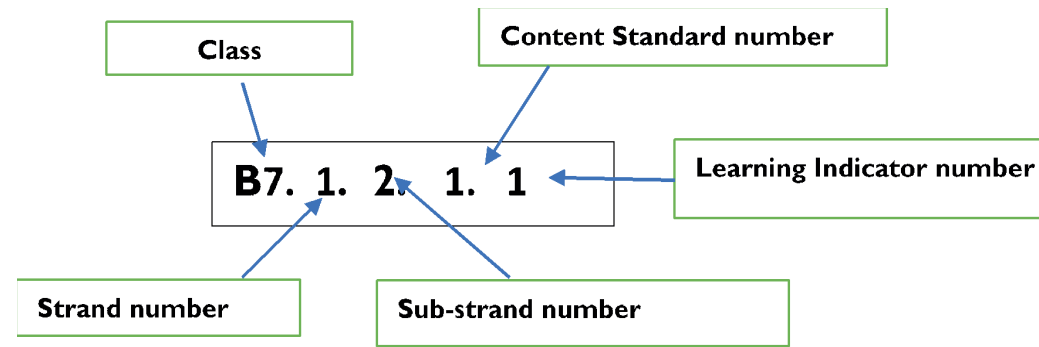 Class
Content Standard number
B7. 1. 2. 1. 1
Learning Indicator number
Strand number
Sub-strand number